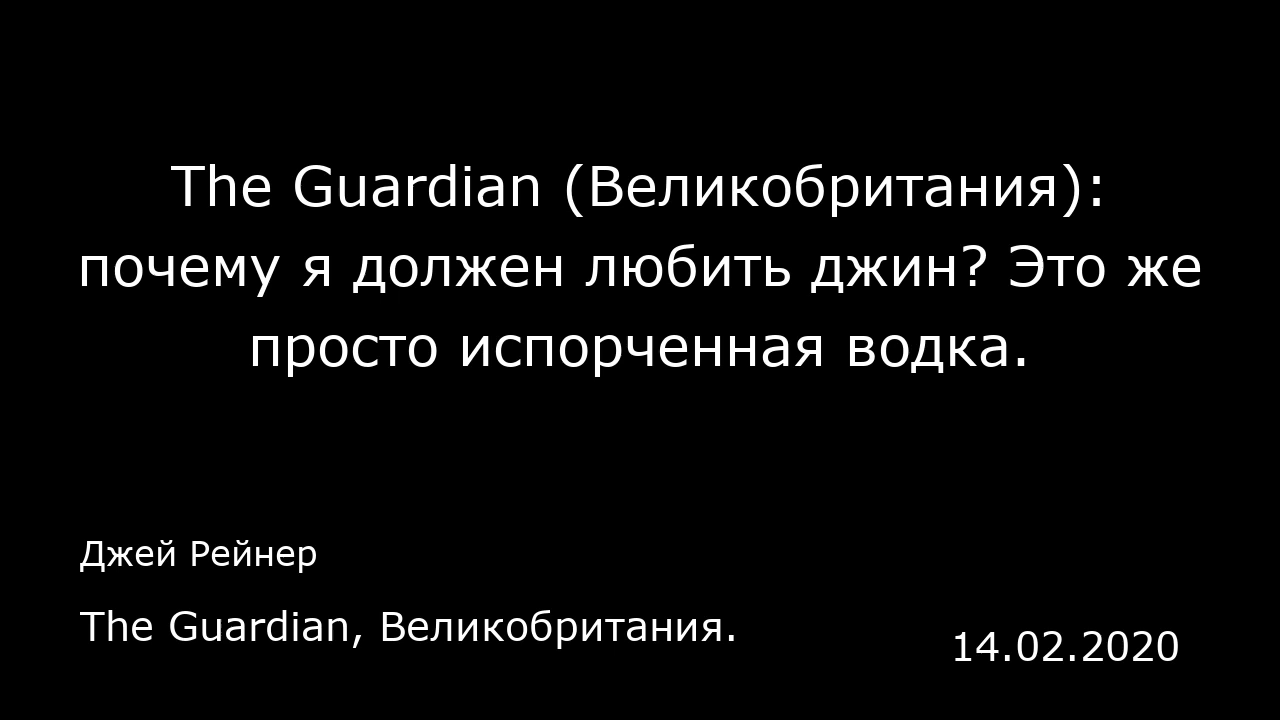 The Guardian (Великобритания):
почему я должен любить джин? Это же
просто испорченная водка.
Джей Рейнер
The Guardian, Великобритания.
14.02.2020